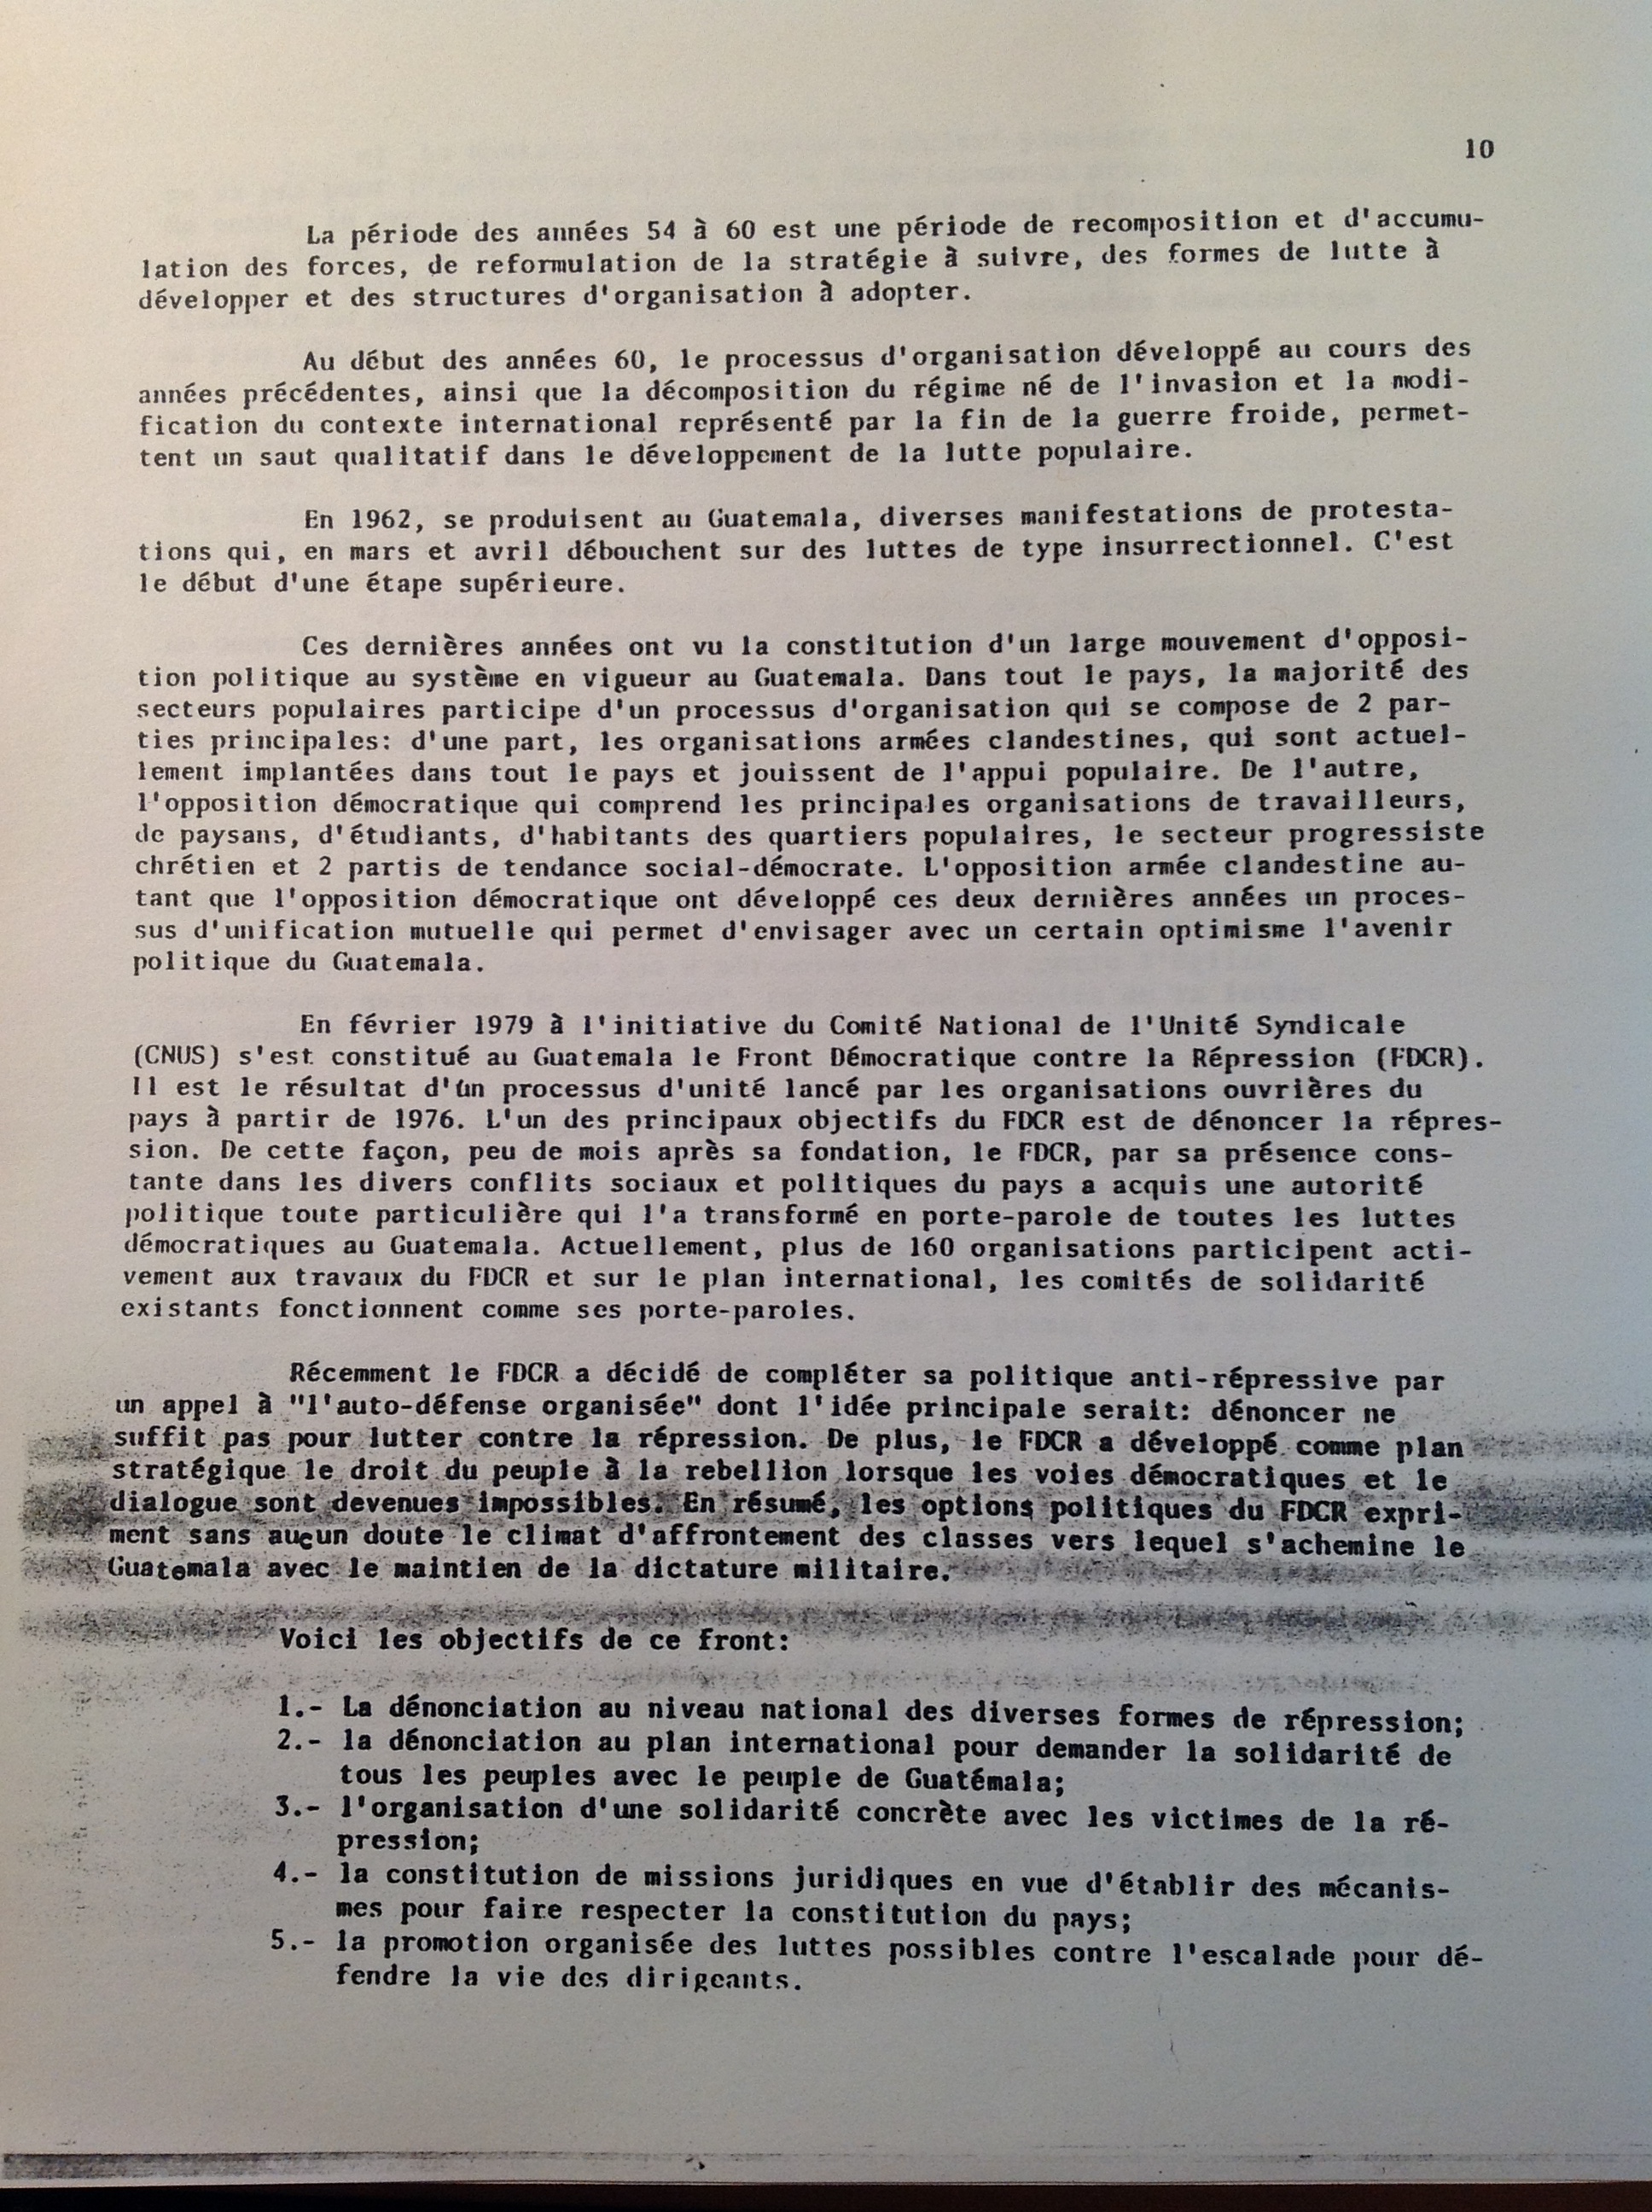 10
La période des années 54 à 60 est une période de recomposition et d'accumu-
lation des forces, de reformulation de la stratégie à suivre, des formes de lutte à
développer et des structures d'organisation à adopter.
Au début des années 60, le processus d'organisation développé au cours des
années précédentes, ainsi que la décomposition du régime né de l'invasion et la modi-
fication du contexte international représenté par la fin de la guerre froide, permet-
tent un saut qualitatif dans le développement de la lutte populaire.
En 1962, se produisent au Guatemala, diverses manifestations de protesta-
tions qui, en mars et avril débouchent sur des luttes de type insurrectionnel. C'est
le début d'une étape supérieure.
Ces dernières années ont vu la constitution d'un large mouvement d'opposi-
tion politique au système en vigueur au Guatemala. Dans tout le pays, la majorité des
secteurs populaires participe d'un processus d'organisation qui se compose de 2 par-
ties principales: d'une part, les organisations armées clandestines, qui sont actuel-
lement implantées dans tout le pays et jouissent de l'appui populaire. De l'autre,
l'opposition démocratique qui comprend les principales organisations de travailleurs,
de paysans, d'étudiants, d'habitants des quartiers populaires, le secteur progressiste
chrétien et 2 partis de tendance social-démocrate. L'opposition armée clandestine au-
tant que l'opposition démocratique ont développé ces deux dernières années un proces-
sus d'unification mutuelle qui permet d'envisager avec un certain optimisme l'avenir
politique du Guatemala.
En février 1979 à l'initiative du Comité National de l'Unité Syndicale
(CNUS) s'est constitué au Guatemala le Front Démocratique contre la Répression (FDCR).
Il est le résultat d'un processus d'unité lancé par les organisations ouvrières du
pays à partir de 1976. L'un des principaux objectifs du FDCR est de dénoncer la répres-
sion. De cette façon, peu de mois après sa fondation, le FDCR, par sa présence cons-
tante dans les divers conflits sociaux et politiques du pays a acquis une autorité
politique toute particulière qui l'a transformé en porte-parole de toutes les luttes
démocratiques au Guatemala. Actuellement, plus de 160 organisations participent acti-
vement aux travaux du FDCR et sur le plan international, les comités de solidarité
existants fonctionnent comme ses porte-paroles.
Récemment le FDCR a décidé de compléter sa politique anti-répressive par
un appel à "l'auto-défense organisée" dont l'idée principale serait: dénoncer ne
suffit pas pour lutter contre la répression. De plus, le FDCR a développé comme plan
stratégique le droit du peuple à la rebellion lorsque les voies démocratiques et le
dialogue sont devenues impossibles. En résumé, les options politiques du FDCR expri-
ment sans aucun doute le climat d'affrontement des classes vers lequel s'achemine le
Guatemala avec le maintien de la dictature militaire.
Voici les objectifs de ce front:
1.- La dénonciation au niveau national des diverses formes de répression;
2.- la dénonciation au plan international pour demander la solidarité de
tous les peuples avec le peuple de Guatémala;
3.- l'organisation d'une solidarité concrète avec les victimes de la ré-
pression;
4.- la constitution de missions juridiques en vue d'établir des mécanis-
mes pour faire respecter la constitution du pays;
5.- la promotion organisée des luttes possibles contre l'escalade pour dé-
fendre la vie des dirigeants.